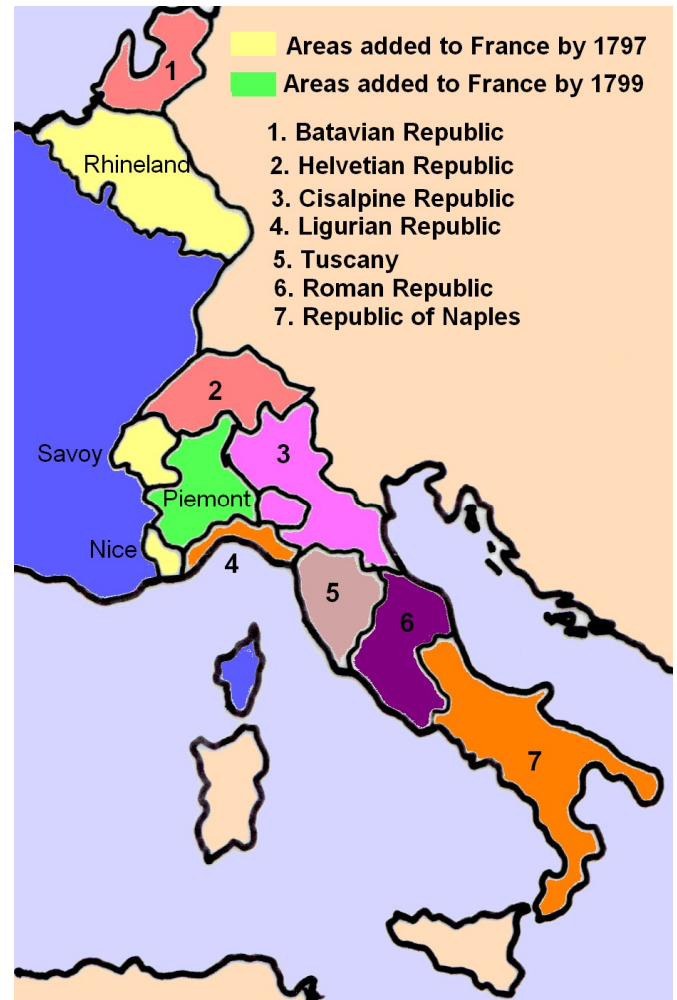 Areas added to France by 1797
Areas added to France by 1799
1. Batavian Republic
2. Helvetian Republic
3. Cisalpine Republic
4. Ligurian Republic
5. Tuscany
6. Roman Republic
7. Republic of Naples
1
Rhineland
2
Savoy
3
Piemont
Nice
4
5
6
7